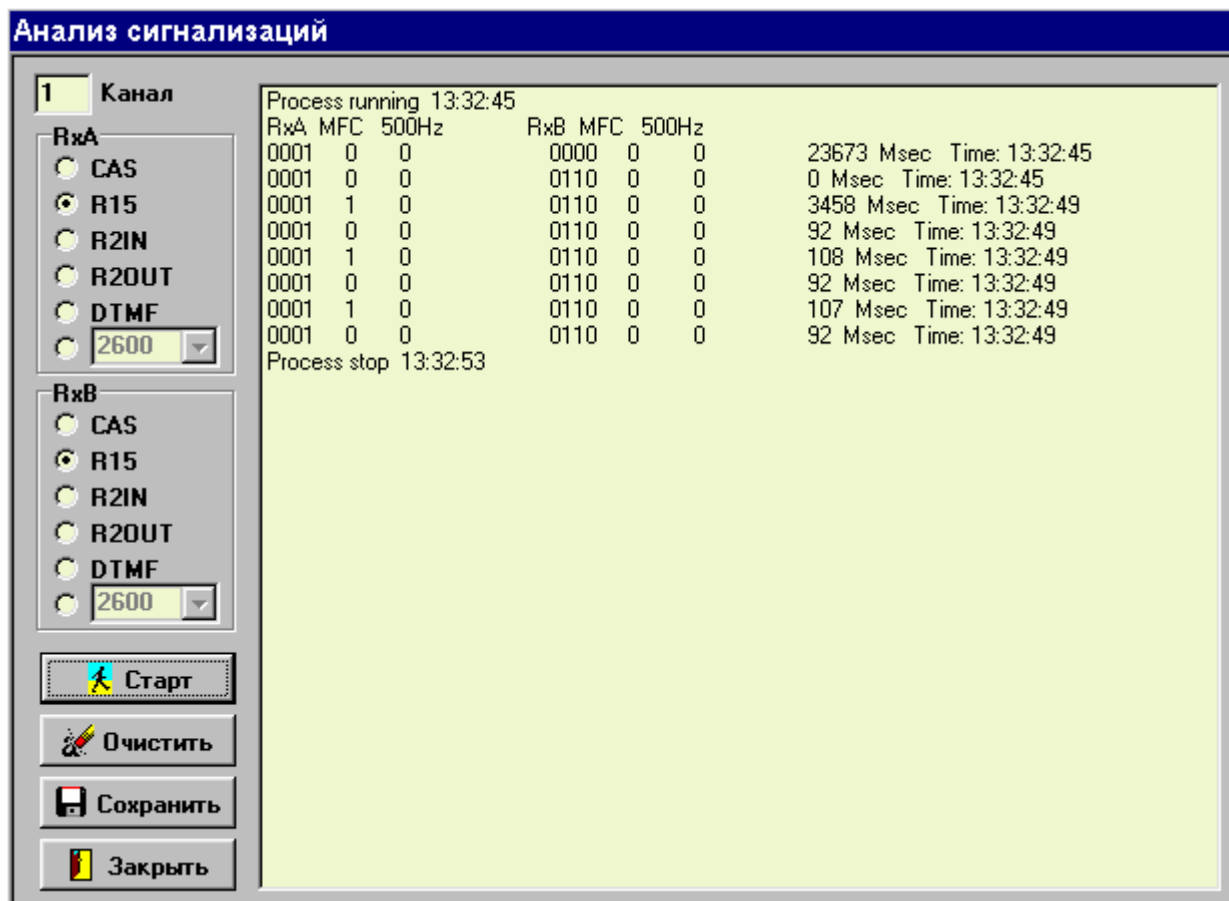 Анализ сигнализаций
1 Канал
RxA
CAS
R15
R2IN
R2OUT
DTMF
2600
RxB
CAS
R15
R2IN
R2OUT
DTMF
2600
Старт
Очистить
Сохранить
Закрыть
Process running 13:32:45
RxA MFC 500Hz RxB MFC 500Hz
0001 0 0 0000 0 0 23673 Msec Time: 13:32:45
0001 0 0 0110 0 0 0 Msec Time: 13:32:45
0001 1 0 0110 0 0 3458 Msec Time: 13:32:49
0001 0 0 0110 0 0 92 Msec Time: 13:32:49
0001 1 0 0110 0 0 108 Msec Time: 13:32:49
0001 0 0 0110 0 0 92 Msec Time: 13:32:49
0001 1 0 0110 0 0 107 Msec Time: 13:32:49
0001 0 0 0110 0 0 92 Msec Time: 13:32:49
Process stop 13:32:53